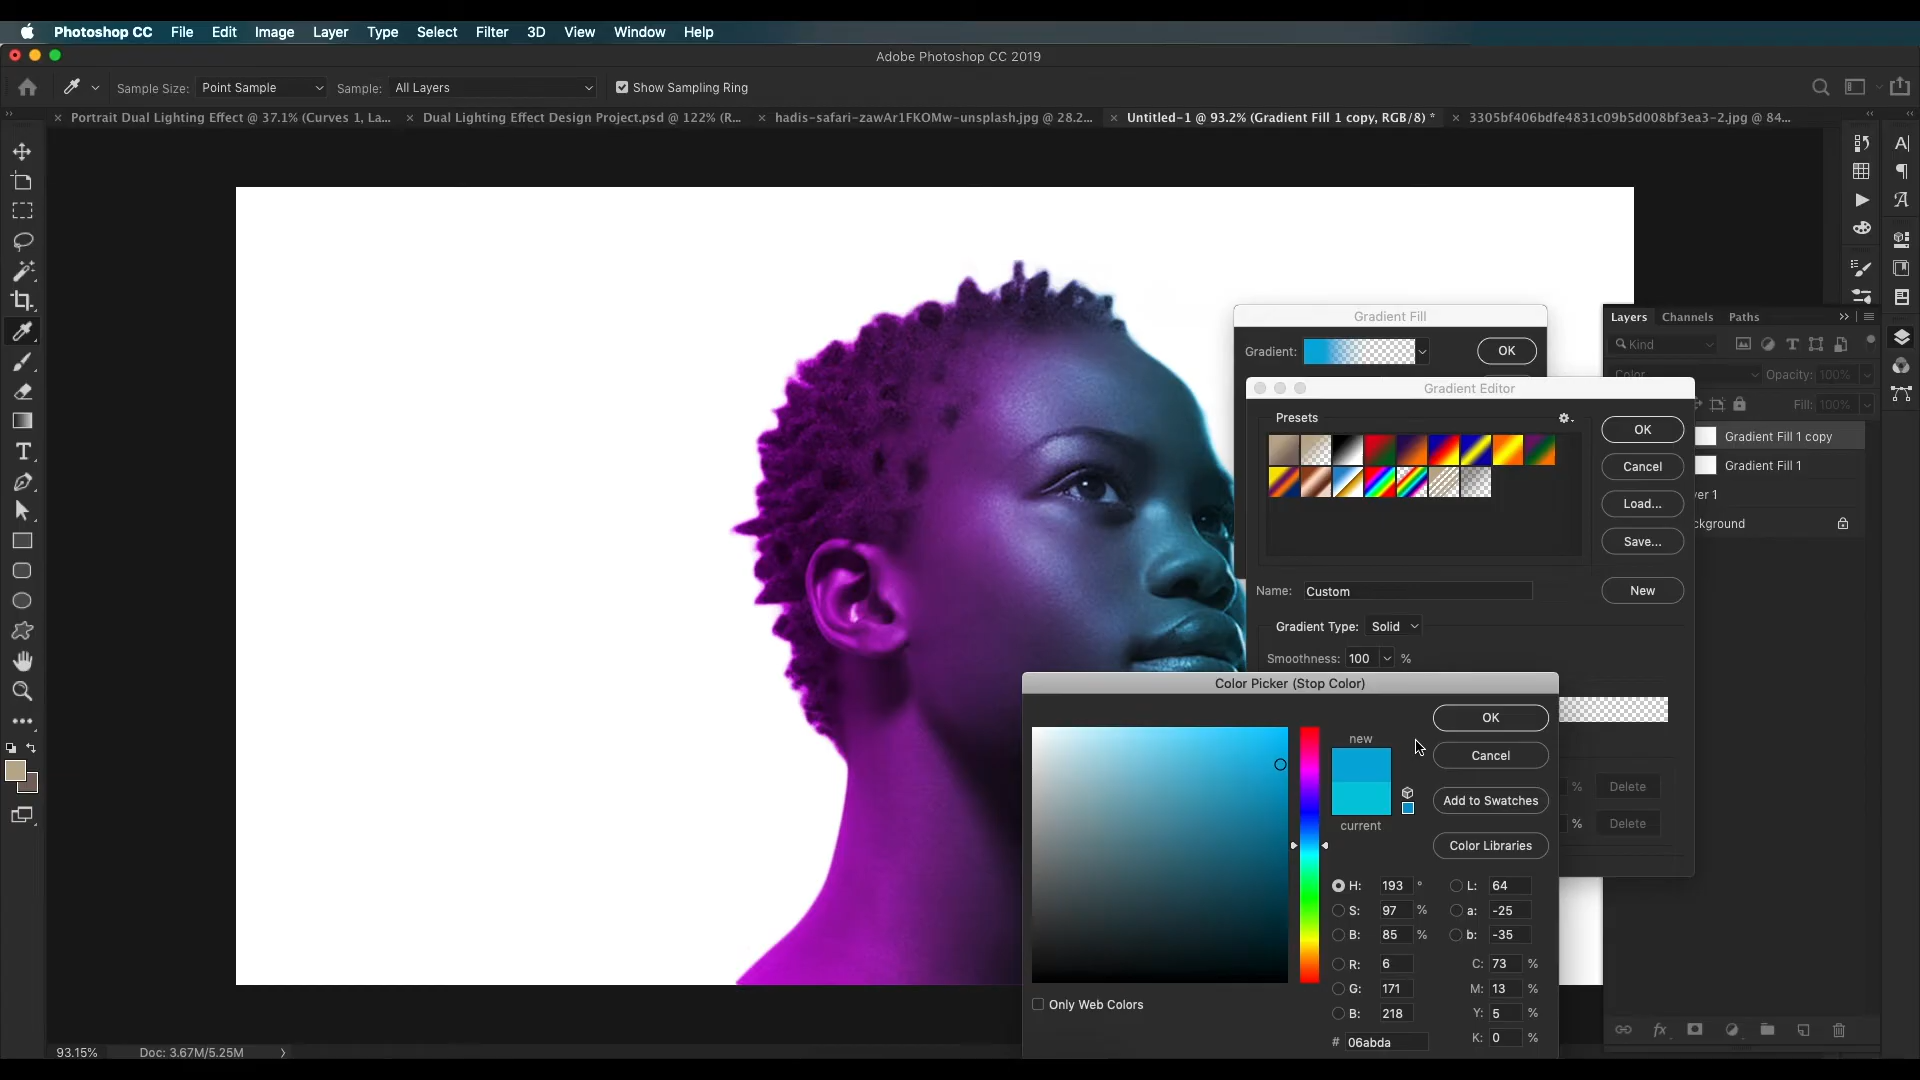 Photoshop CC File Edit Image Layer Type Select Filter 3D View Window Help
Adobe Photoshop CC 2019
Sample Size: Point Sample Sample: All Layers Show Sampling Ring
Portrait Dual Lighting Effect @ 37.1% (Curves 1, La... Dual Lighting Effect Design Project.psd @ 122% (R... hadis-safari-zawAr1FKOMw-unsplash.jpg @ 28.2... Untitled-1 @ 93.2% (Gradient Fill 1 copy, RGB/8) * 3305bf406bdfe4831c09b5d008bf3ea3-2.jpg @ 84...
Gradient Fill
Gradient: OK
Layers Channels Paths
Kind
Color Opacity: 100%
Fill: 100%
Gradient Fill 1 copy
Gradient Fill 1
er 1
ckground
Gradient Editor
Presets
OK
Cancel
Load...
Save...
Name: Custom New
Gradient Type: Solid
Smoothness: 100 %
% Delete
% Delete
Color Picker (Stop Color)
new
current
OK
Cancel
Add to Swatches
Color Libraries
H: 193 ° L: 64
S: 97 % a: -25
B: 85 % b: -35
R: 6 C: 73 %
G: 171 M: 13 %
B: 218 Y: 5 %
# 06abda K: 0 %
Only Web Colors
93.15% Doc: 3.67M/5.25M